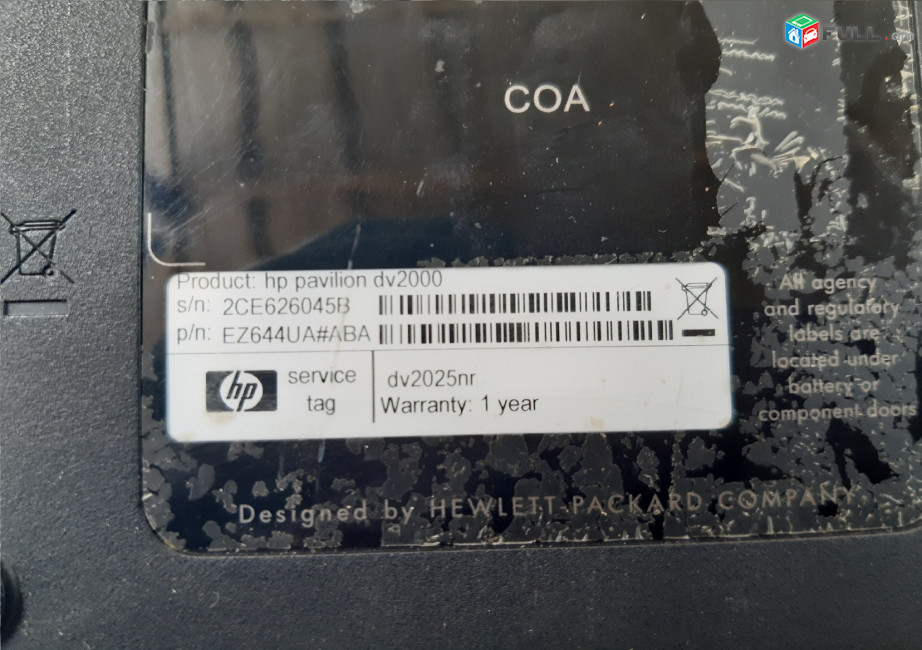 COA
Product: hp pavilion dv2000
s/n: 2CE626045B
p/n: EZ644UA#ABA
hp
service
tag
dv2025nr
Warranty: 1 year
All agency
and regulatory
labels are
located under
battery or
component doors
Designed by HEWLETT-PACKARD COMPANY